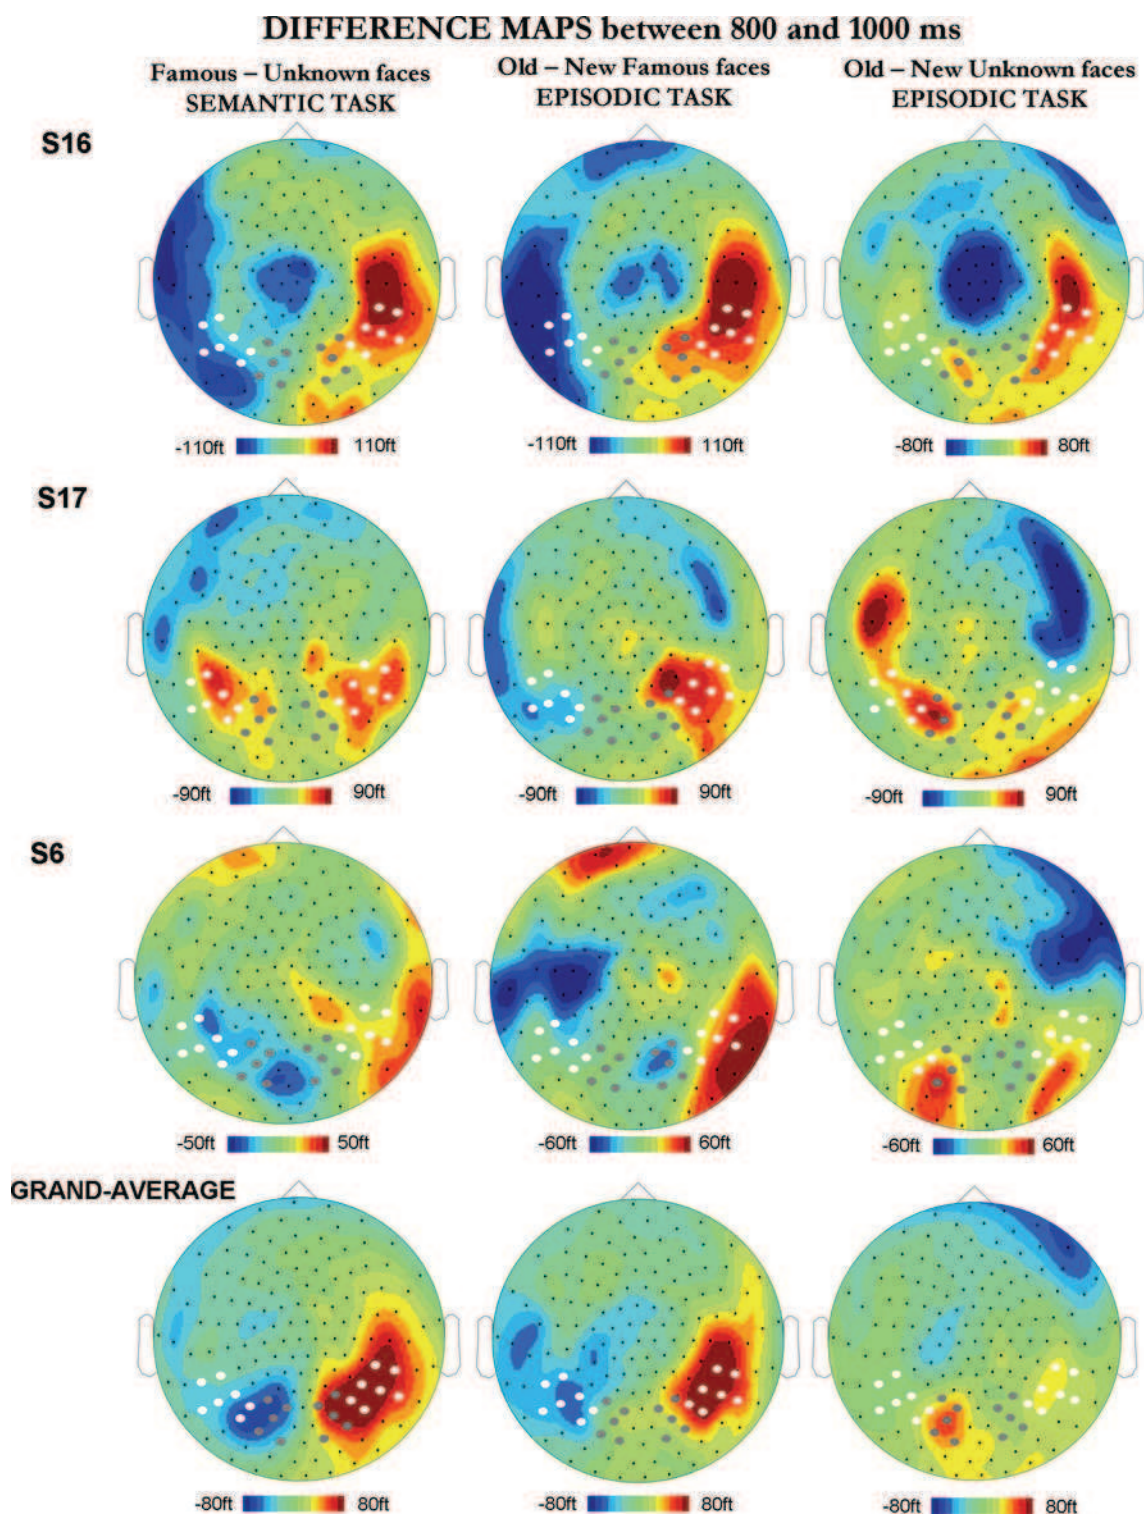 DIFFERENCE MAPS between 800 and 1000 ms
Famous – Unknown faces
SEMANTIC TASK
Old – New Famous faces
EPISODIC TASK
Old – New Unknown faces
EPISODIC TASK
S16
-110ft 110ft
-110ft 110ft
-80ft 80ft
S17
-90ft 90ft
-90ft 90ft
-90ft 90ft
S6
-50ft 50ft
-60ft 60ft
-60ft 60ft
GRAND-AVERAGE
-80ft 80ft
-80ft 80ft
-80ft 80ft